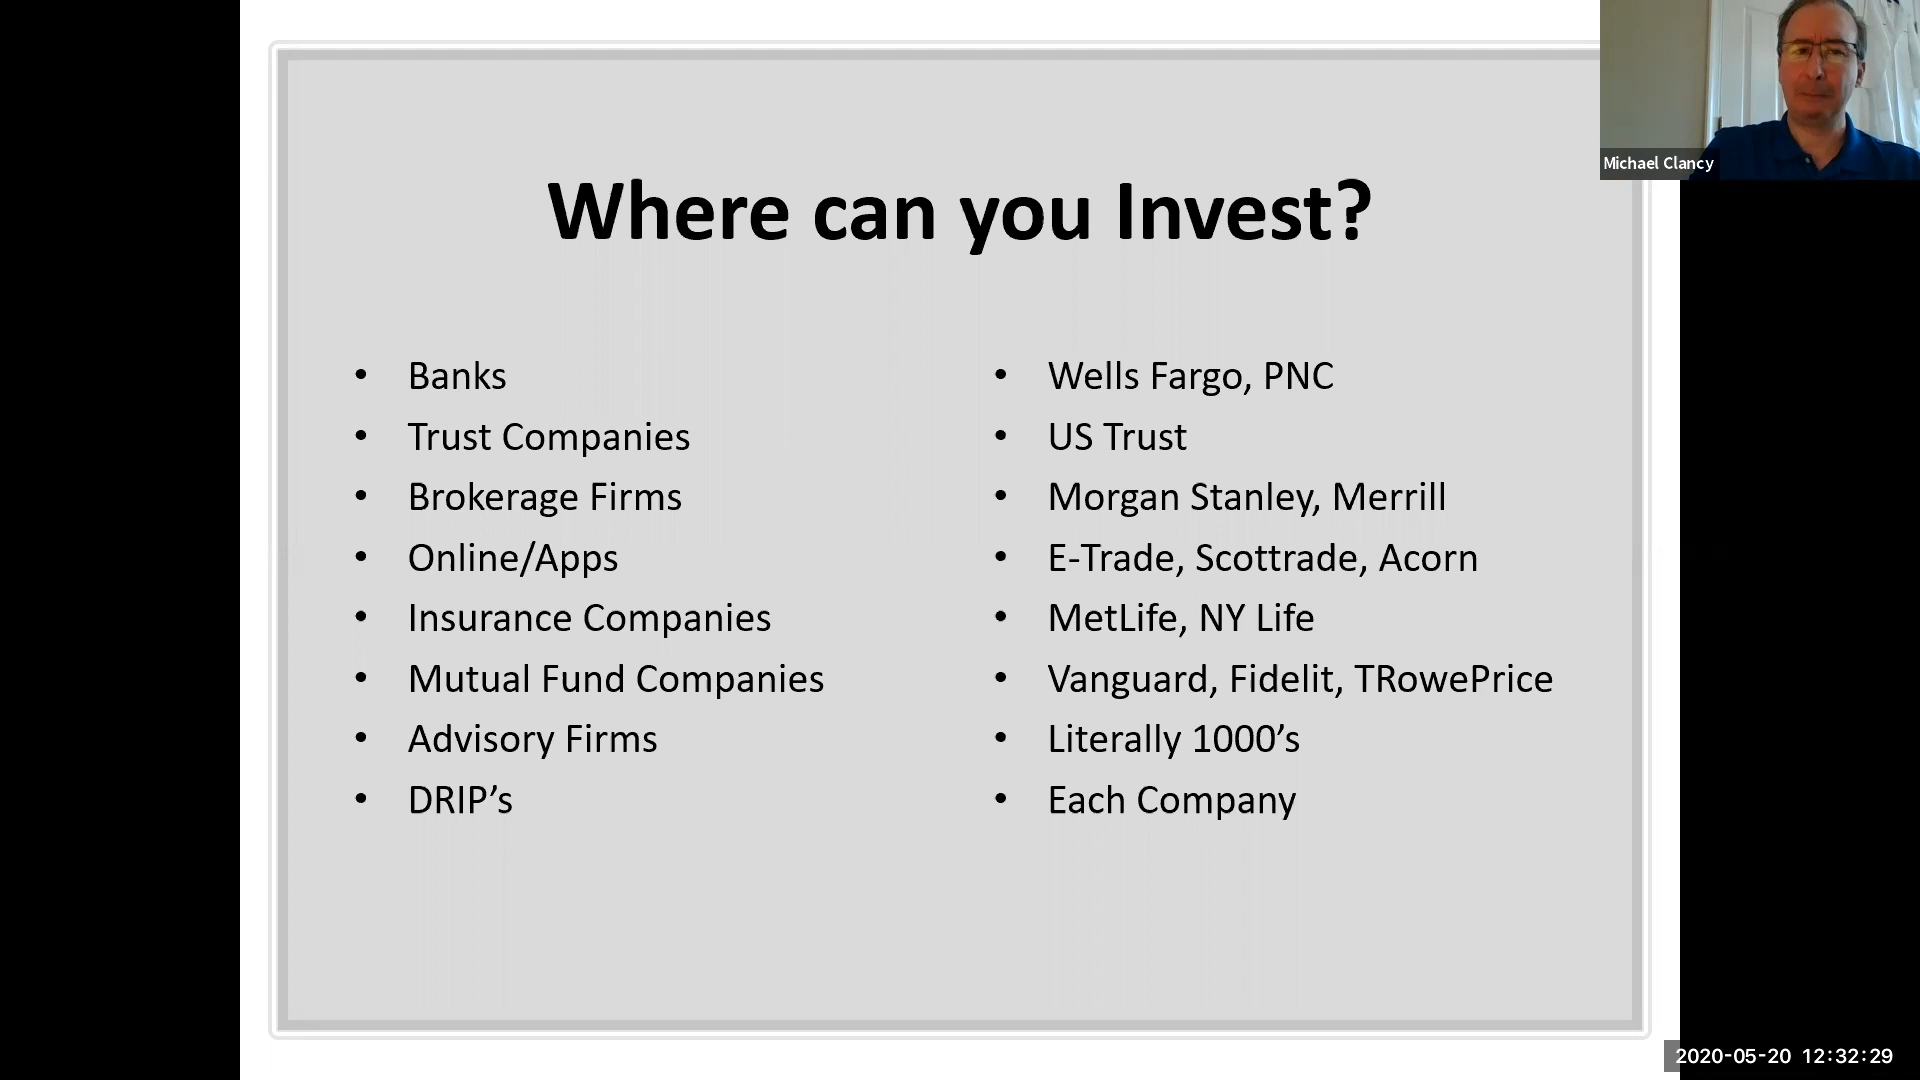 Where can you Invest?
• Banks
• Trust Companies
• Brokerage Firms
• Online/Apps
• Insurance Companies
• Mutual Fund Companies
• Advisory Firms
• DRIP’s
• Wells Fargo, PNC
• US Trust
• Morgan Stanley, Merrill
• E-Trade, Scottrade, Acorn
• MetLife, NY Life
• Vanguard, Fidelit, TRowePrice
• Literally 1000’s
• Each Company
Michael Clancy
2020-05-20 12:32:29